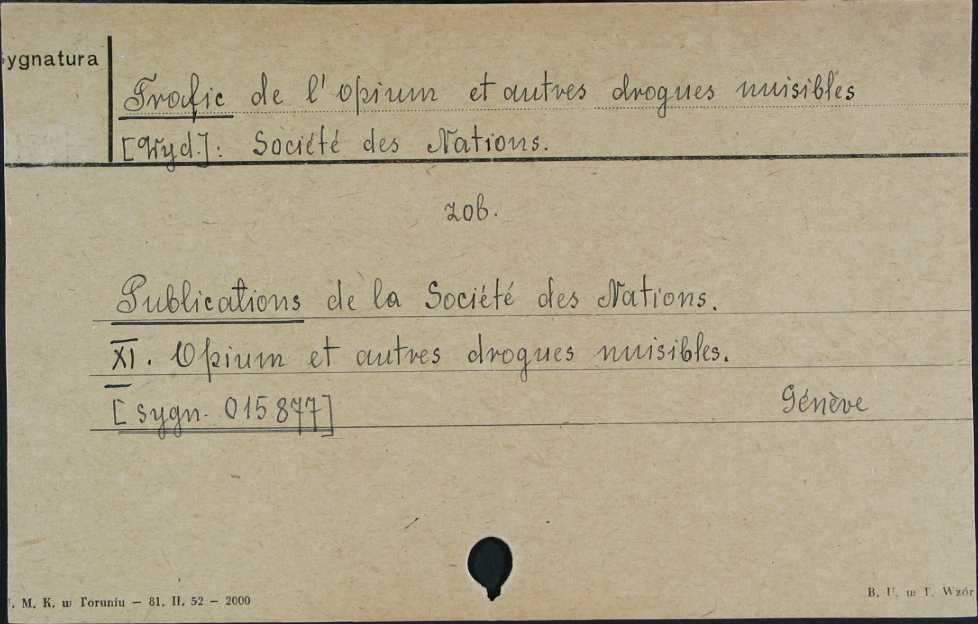 ygnatura
Trafic de l'opium et autres drogues nuisibles
[Wyd.]: Société des Nations.
zob.
Publications de la Société des Nations.
XI. Opium et autres drogues nuisibles.
[sygn. 015877]
Génève
. M. K. w Toruniu — 81. II. 52 — 2000
B. U. w T. Wzór